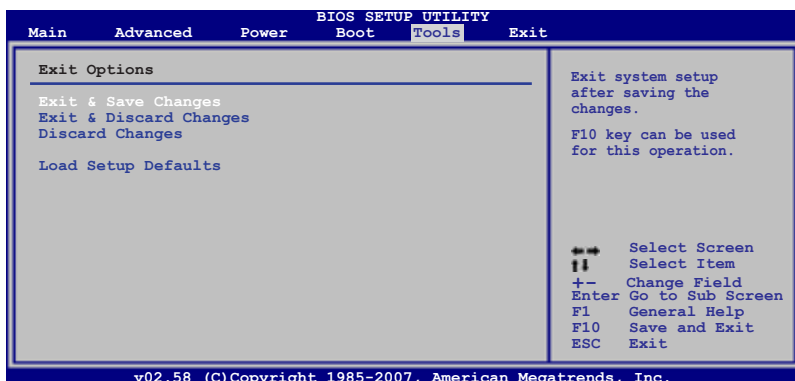 BIOS SETUP UTILITY
Main Advanced Power Boot Tools Exit
Exit Options
Exit & Save Changes
Exit & Discard Changes
Discard Changes
Load Setup Defaults
Exit system setup
after saving the
changes.
F10 key can be used
for this operation.
←→ Select Screen
↑↓ Select Item
+- Change Field
Enter Go to Sub Screen
F1 General Help
F10 Save and Exit
ESC Exit
v02.58 (C)Copyright 1985-2007, American Megatrends, Inc.